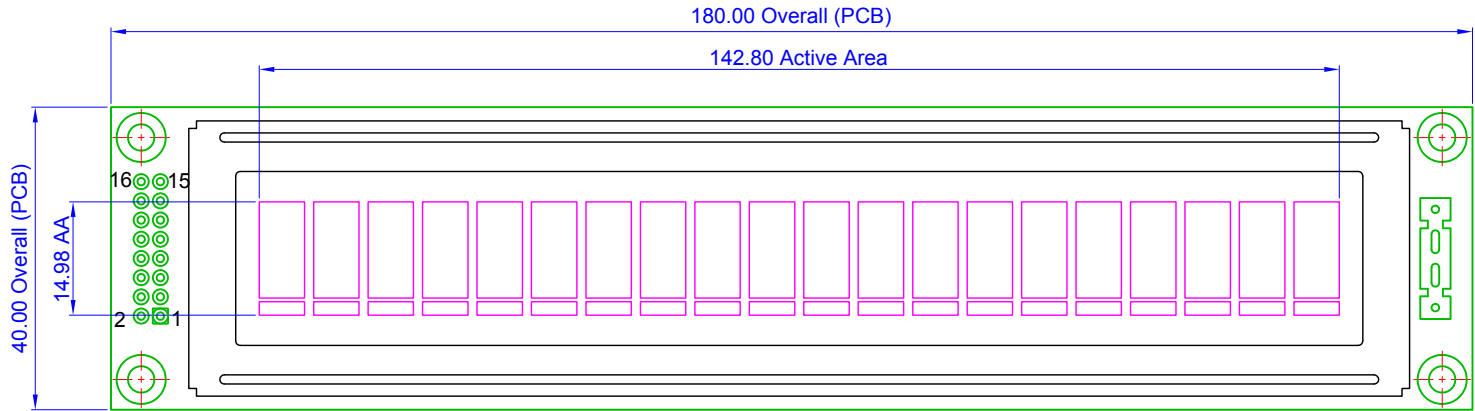 180.00 Overall (PCB)
142.80 Active Area
40.00 Overall (PCB)
14.98 AA
16 15
2 1